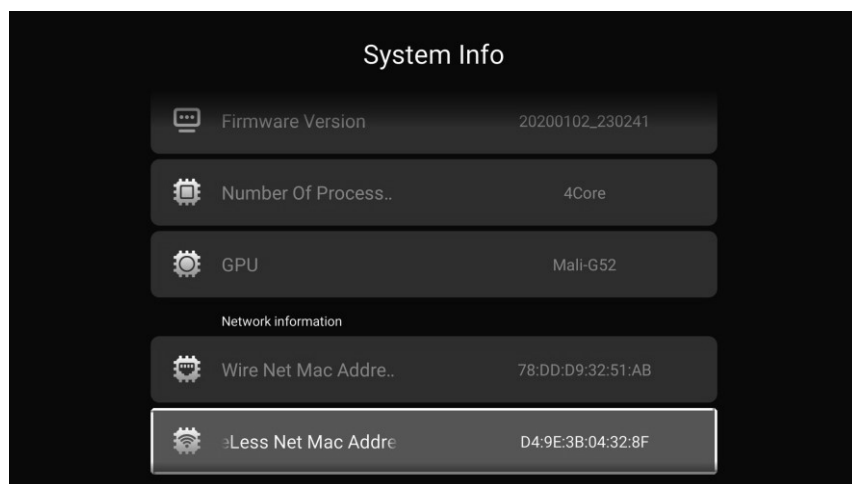 System Info
Firmware Version 20200102_230241
Number Of Process.. 4Core
GPU Mali-G52
Network information
Wire Net Mac Addre.. 78:DD:D9:32:51:AB
eLess Net Mac Addre D4:9E:3B:04:32:8F